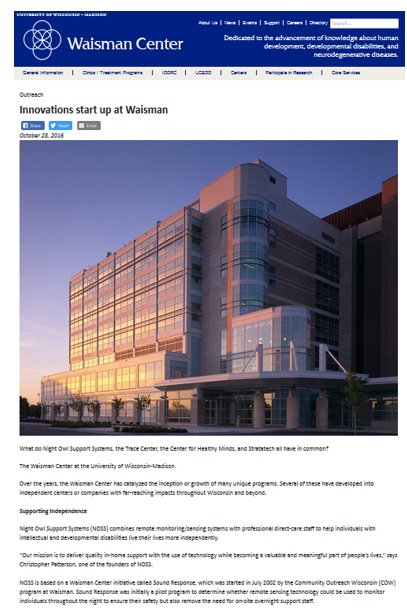 UNIVERSITY OF WISCONSIN – MADISON
Waisman Center
About Us | News | Events | Support | Careers | Directory
Search...
Dedicated to the advancement of knowledge about human
development, developmental disabilities, and
neurodegenerative diseases.
General Information | Clinics / Treatment Programs | IDDRC | UCEDD | Centers | Participate in Research | Core Services
Outreach
Innovations start up at Waisman
Share Tweet Email
October 28, 2016
What do Night Owl Support Systems, the Trace Center, the Center for Healthy Minds, and Stratatech all have in common?
The Waisman Center at the University of Wisconsin-Madison.
Over the years, the Waisman Center has catalyzed the inception or growth of many unique programs. Several of these have developed into
independent centers or companies with far-reaching impacts throughout Wisconsin and beyond.
Supporting Independence
Night Owl Support Systems (NOSS) combines remote monitoring/sensing systems with professional direct-care staff to help individuals with
intellectual and developmental disabilities live their lives more independently.
“Our mission is to deliver quality in-home support with the use of technology while becoming a valuable and meaningful part of people’s lives,” says
Christopher Patterson, one of the founders of NOSS.
NOSS is based on a Waisman Center initiative called Sound Response, which was started in July 2002 by the Community Outreach Wisconsin (COW)
program at Waisman. Sound Response was initially a pilot program to determine whether remote sensing technology could be used to monitor
individuals throughout the night to ensure their safety but also remove the need for on-site overnight support staff.